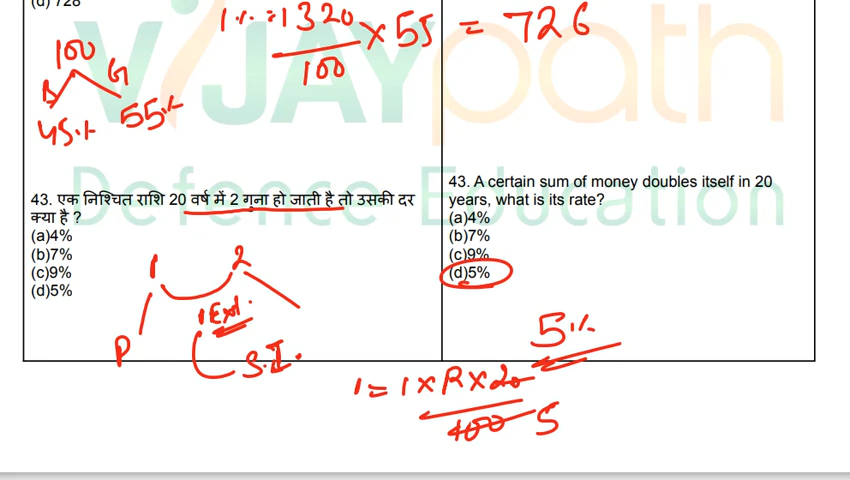 (d) 728
1% = 1320/100 × 55 = 726
100
B G
45% 55%
VIJAYpath
Defence Education
43. एक निश्चित राशि 20 वर्ष में 2 गुना हो जाती है तो उसकी दर
क्या है ?
(a)4%
(b)7%
(c)9%
(d)5%
1 2
1 Ext.
P S.I.
43. A certain sum of money doubles itself in 20
years, what is its rate?
(a)4%
(b)7%
(c)9%
(d)5%
5%
1 = 1 × R × 20
100 5